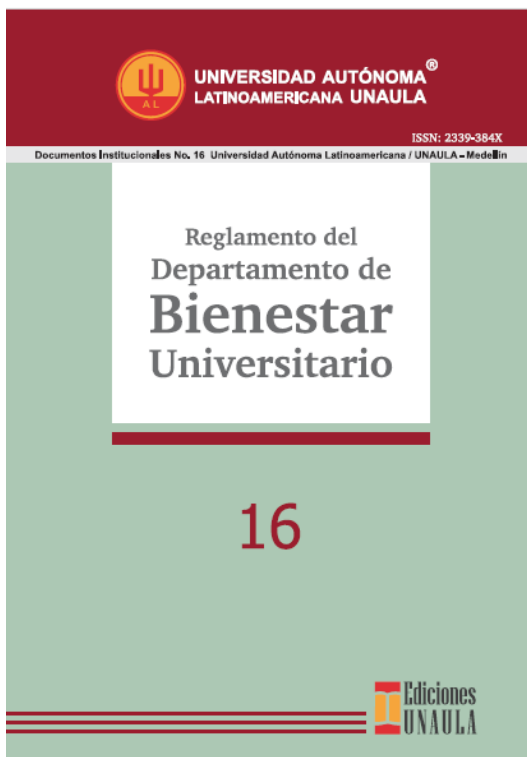 UNIVERSIDAD AUTÓNOMA®
LATINOAMERICANA UNAULA
AL
ISSN: 2339-384X
Documentos Institucionales No. 16 Universidad Autónoma Latinoamericana / UNAULA - Medellín
Reglamento del
Departamento de
Bienestar
Universitario
16
Ediciones
UNAULA